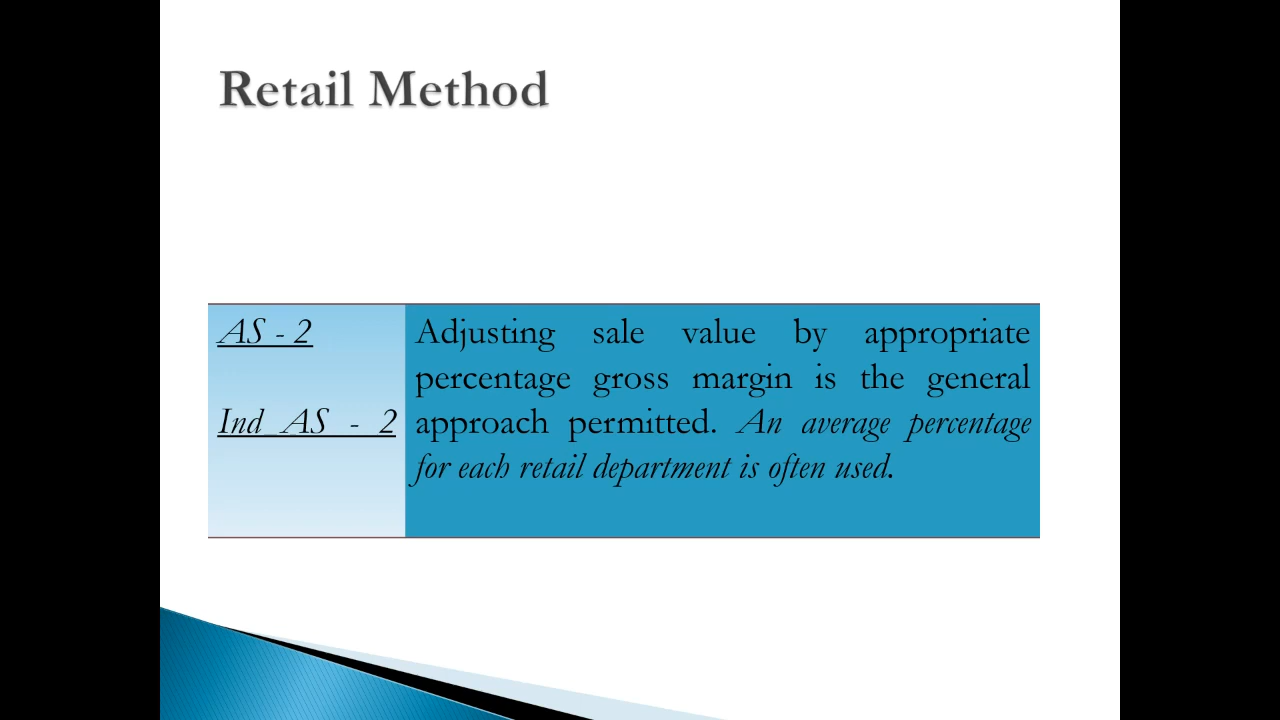 Retail Method
AS - 2
Ind AS - 2
Adjusting sale value by appropriate
percentage gross margin is the general
approach permitted. An average percentage
for each retail department is often used.